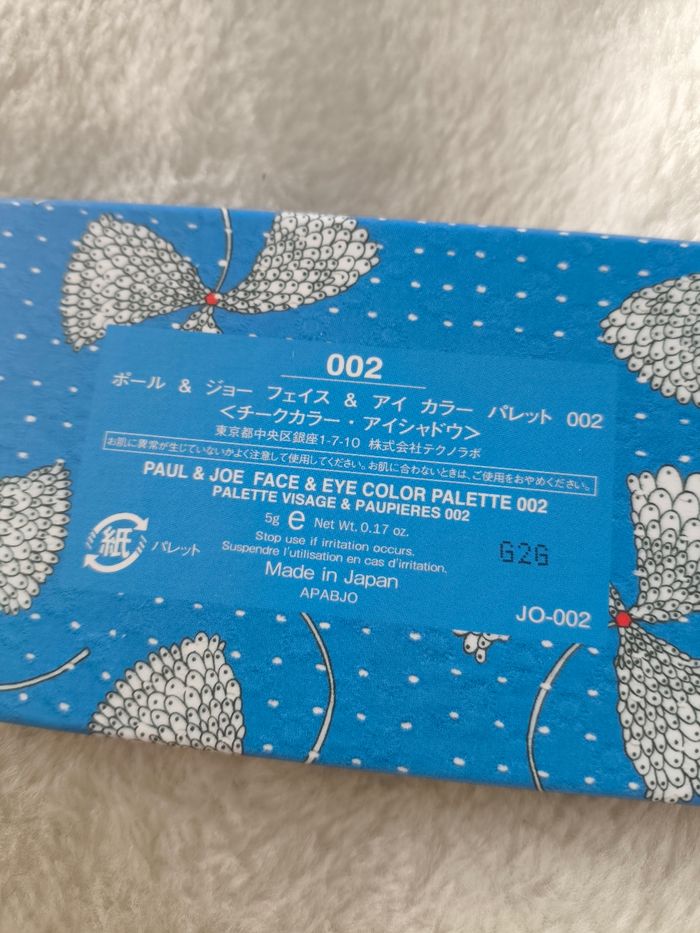 002
ポール & ジョー フェイス & アイ カラー パレット 002
<チークカラー・アイシャドウ>
東京都中央区銀座1-7-10 株式会社テクノラボ
お肌に異常が生じていないかよく注意して使用してください。お肌に合わないときは、ご使用をおやめください。
PAUL & JOE FACE & EYE COLOR PALETTE 002
PALETTE VISAGE & PAUPIERES 002
5g e Net Wt. 0.17 oz.
Stop use if irritation occurs.
Suspendre l'utilisation en cas d'irritation.
紙 パレット
G26
Made in Japan
APABJO
JO-002